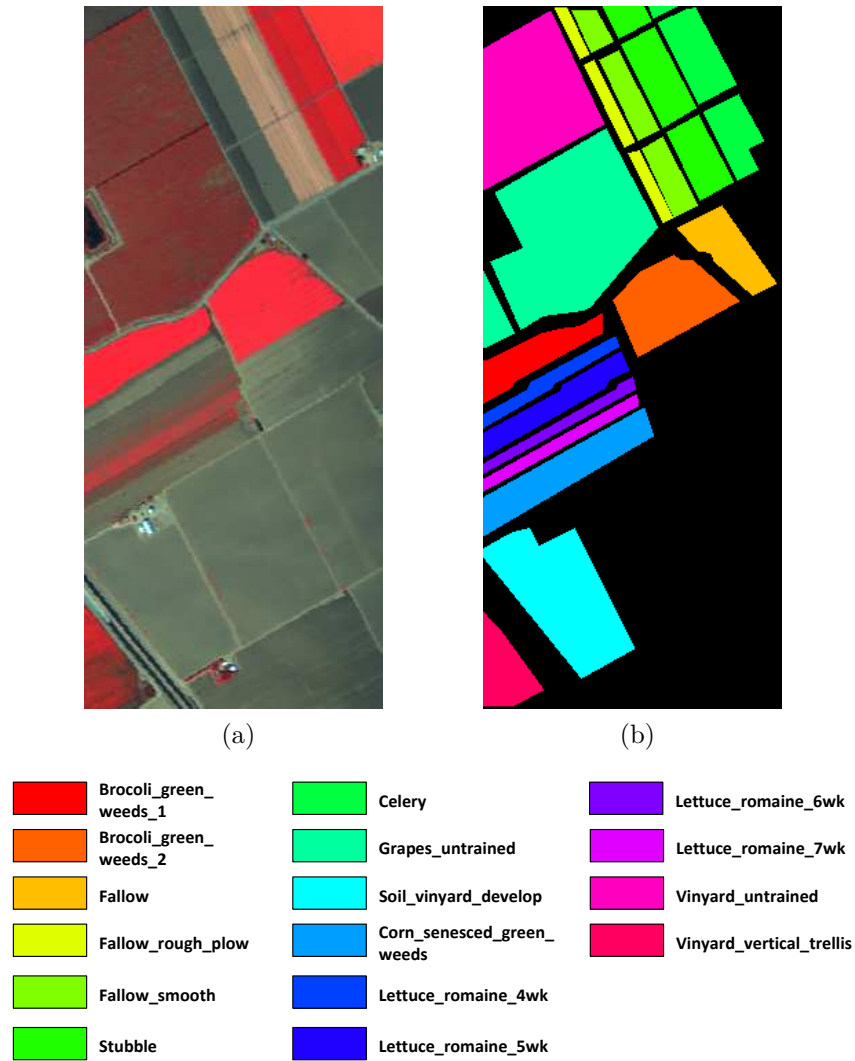 (a)
(b)
Brocoli_green_
weeds_1
Brocoli_green_
weeds_2
Fallow
Fallow_rough_plow
Fallow_smooth
Stubble
Celery
Grapes_untrained
Soil_vinyard_develop
Corn_senesced_green_
weeds
Lettuce_romaine_4wk
Lettuce_romaine_5wk
Lettuce_romaine_6wk
Lettuce_romaine_7wk
Vinyard_untrained
Vinyard_vertical_trellis